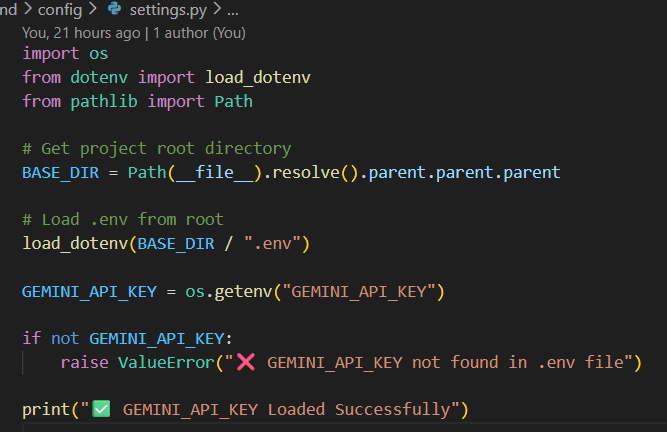 nd > config > settings.py > ...
You, 21 hours ago | 1 author (You)
import os
from dotenv import load_dotenv
from pathlib import Path
# Get project root directory
BASE_DIR = Path(__file__).resolve().parent.parent.parent
# Load .env from root
load_dotenv(BASE_DIR / ".env")
GEMINI_API_KEY = os.getenv("GEMINI_API_KEY")
if not GEMINI_API_KEY:
    raise ValueError("❌ GEMINI_API_KEY not found in .env file")
print("✅ GEMINI_API_KEY Loaded Successfully")